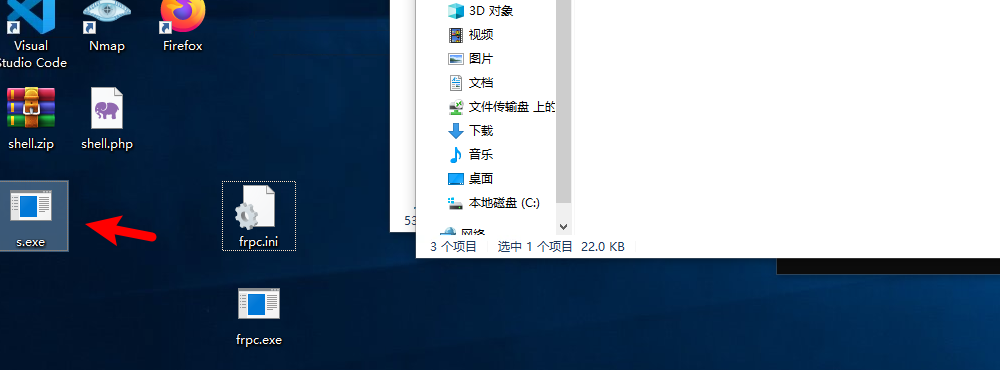 Visual
Studio Code
Nmap
Firefox
shell.zip
shell.php
s.exe
frpc.ini
frpc.exe
3D 对象
视频
图片
文档
文件传输盘 上的
下载
音乐
桌面
本地磁盘 (C:)
网络
53
3 个项目 选中 1 个项目 22.0 KB